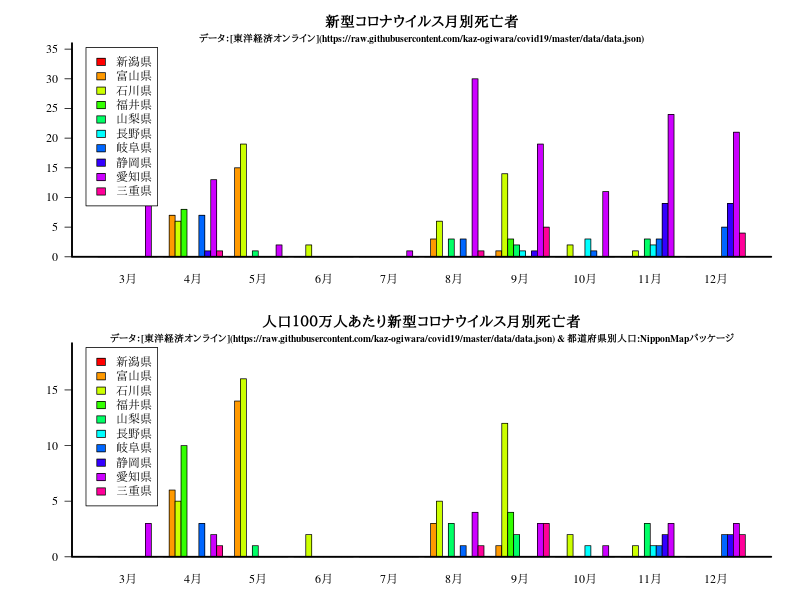 新型コロナウイルス月別死亡者
データ:[東洋経済オンライン](https://raw.githubusercontent.com/kaz-ogiwara/covid19/master/data/data.json)
35
30
25
20
15
10
5
0
新潟県
富山県
石川県
福井県
山梨県
長野県
岐阜県
静岡県
愛知県
三重県
3月 4月 5月 6月 7月 8月 9月 10月 11月 12月
人口100万人あたり新型コロナウイルス月別死亡者
データ:[東洋経済オンライン](https://raw.githubusercontent.com/kaz-ogiwara/covid19/master/data/data.json) & 都道府県別人口:NipponMapパッケージ
15
10
5
0
新潟県
富山県
石川県
福井県
山梨県
長野県
岐阜県
静岡県
愛知県
三重県
3月 4月 5月 6月 7月 8月 9月 10月 11月 12月